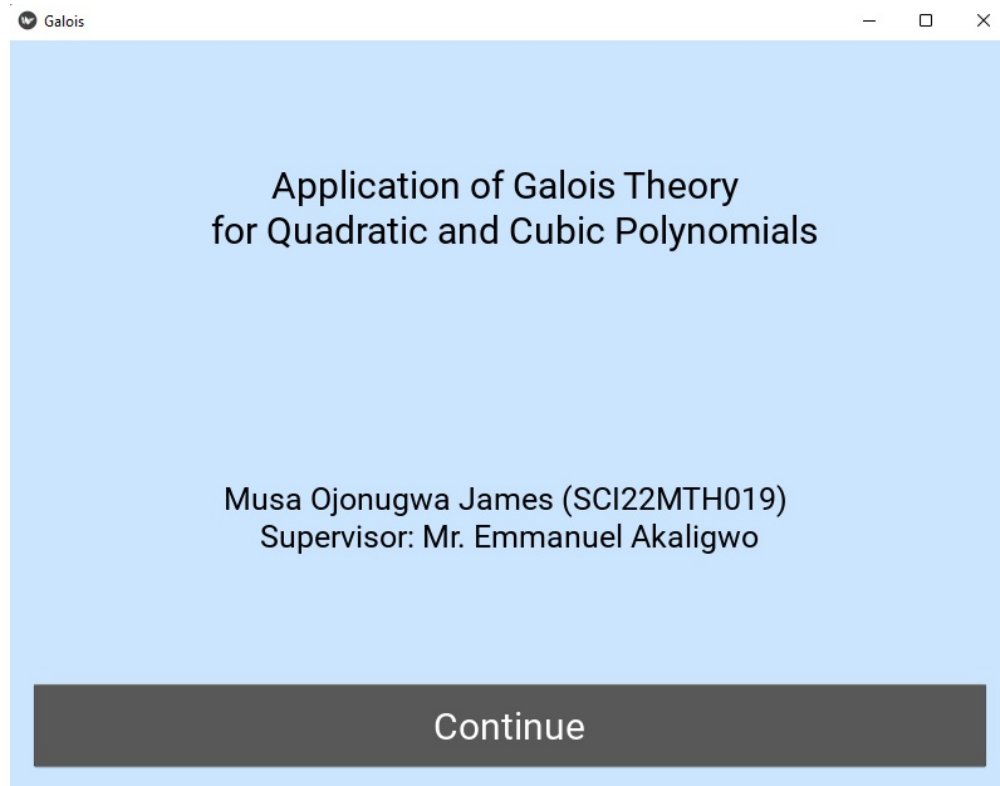 Galois
Application of Galois Theory
for Quadratic and Cubic Polynomials
Musa Ojonugwa James (SCI22MTH019)
Supervisor: Mr. Emmanuel Akaligwo
Continue